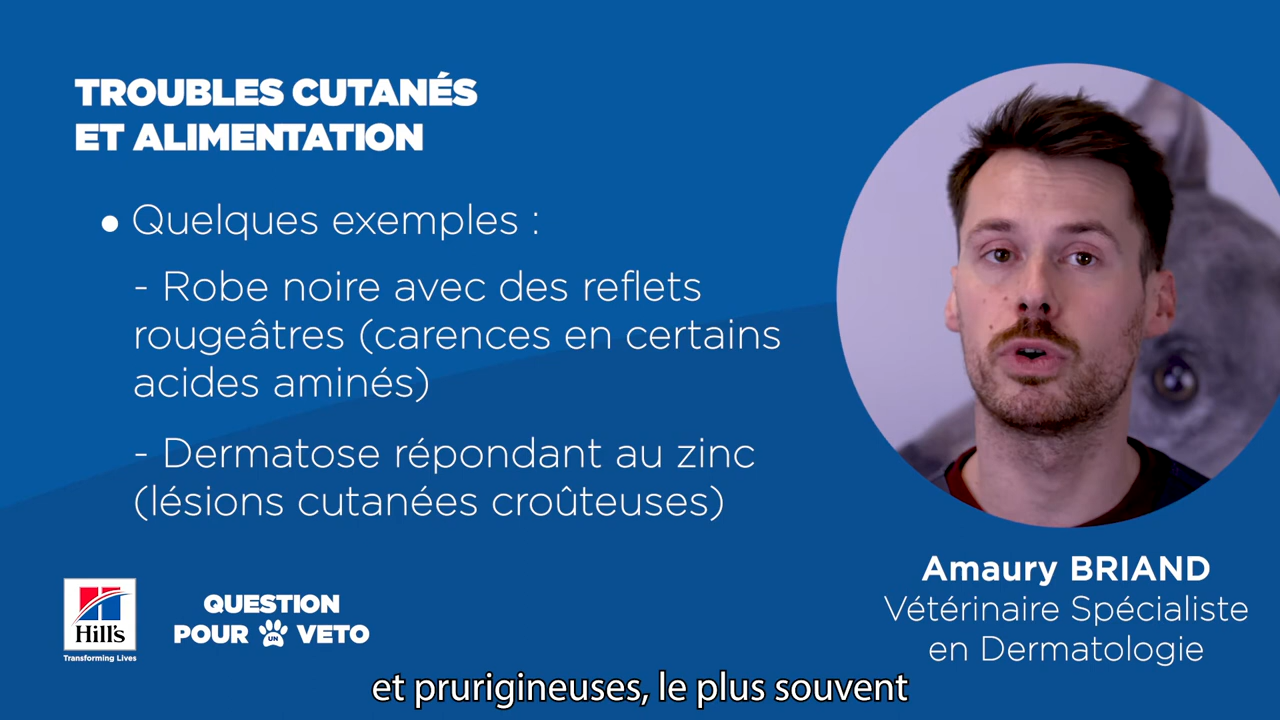 TROUBLES CUTANÉS
ET ALIMENTATION
• Quelques exemples :
- Robe noire avec des reflets
rougeâtres (carences en certains
acides aminés)
- Dermatose répondant au zinc
(lésions cutanées croûteuses)
Amaury BRIAND
Vétérinaire Spécialiste
en Dermatologie
Hill's
Transforming Lives
QUESTION
POUR UN VETO
et prurigineuses, le plus souvent